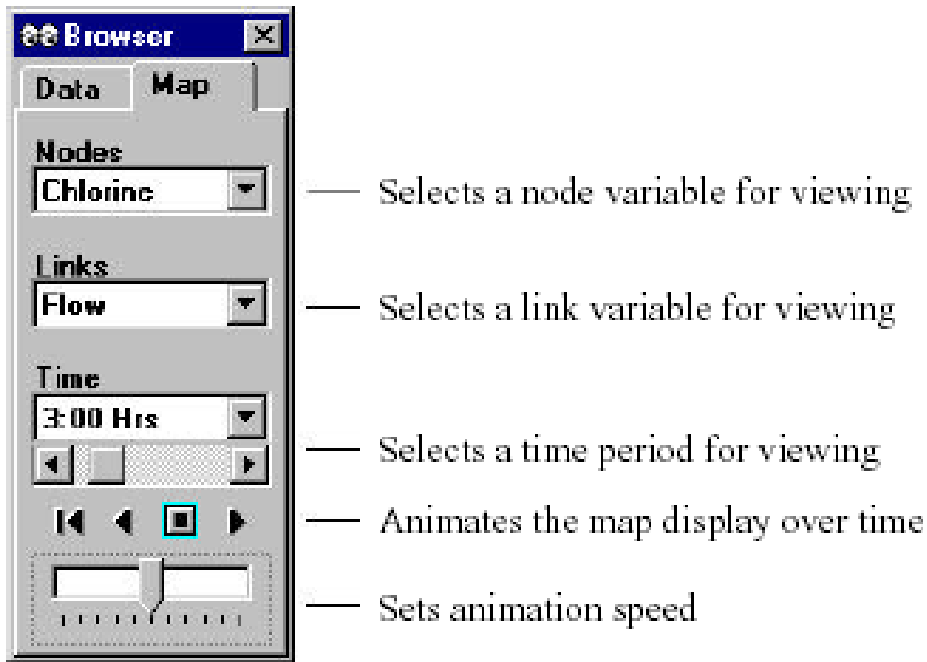 Browser
Data Map
Nodes
Chlorine
Selects a node variable for viewing
Links
Flow
Selects a link variable for viewing
Time
3:00 Hrs
Selects a time period for viewing
Animates the map display over time
Sets animation speed